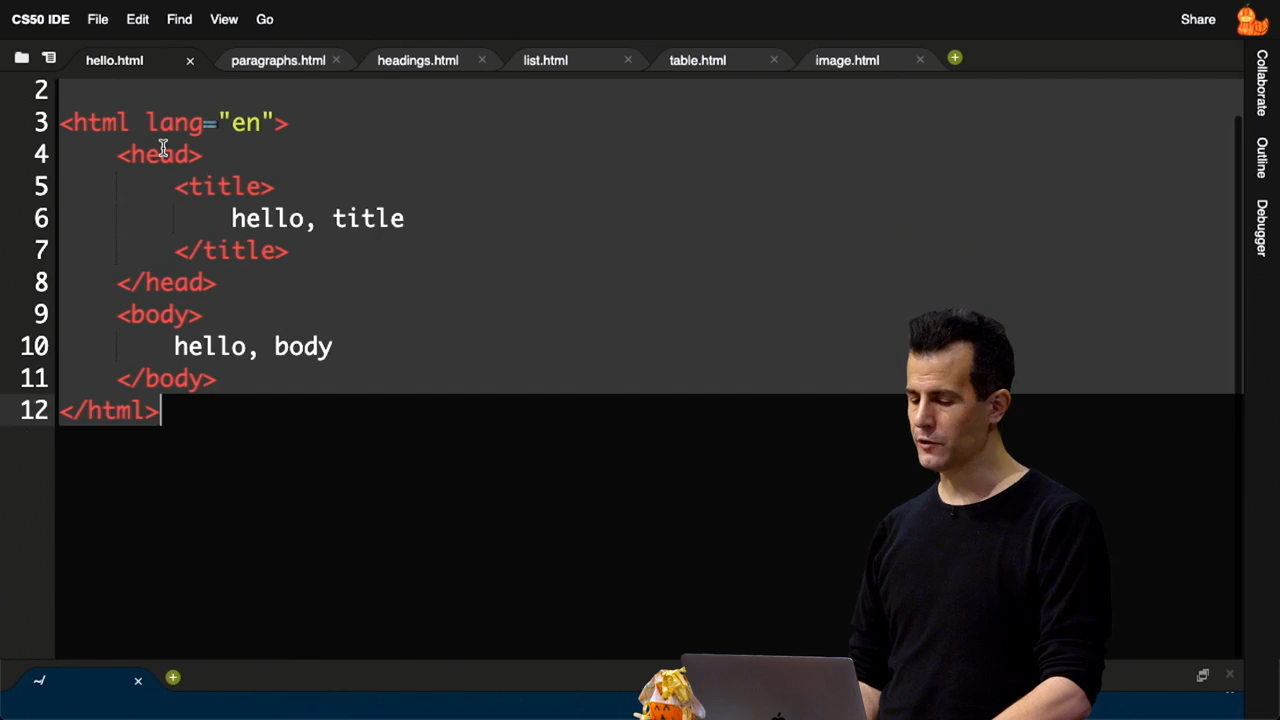 CS50 IDE File Edit Find View Go Share
hello.html paragraphs.html headings.html list.html table.html image.html
2
3 <html lang="en">
4 <head>
5 <title>
6 hello, title
7 </title>
8 </head>
9 <body>
10 hello, body
11 </body>
12 </html>
Collaborate
Outline
Debugger
~/